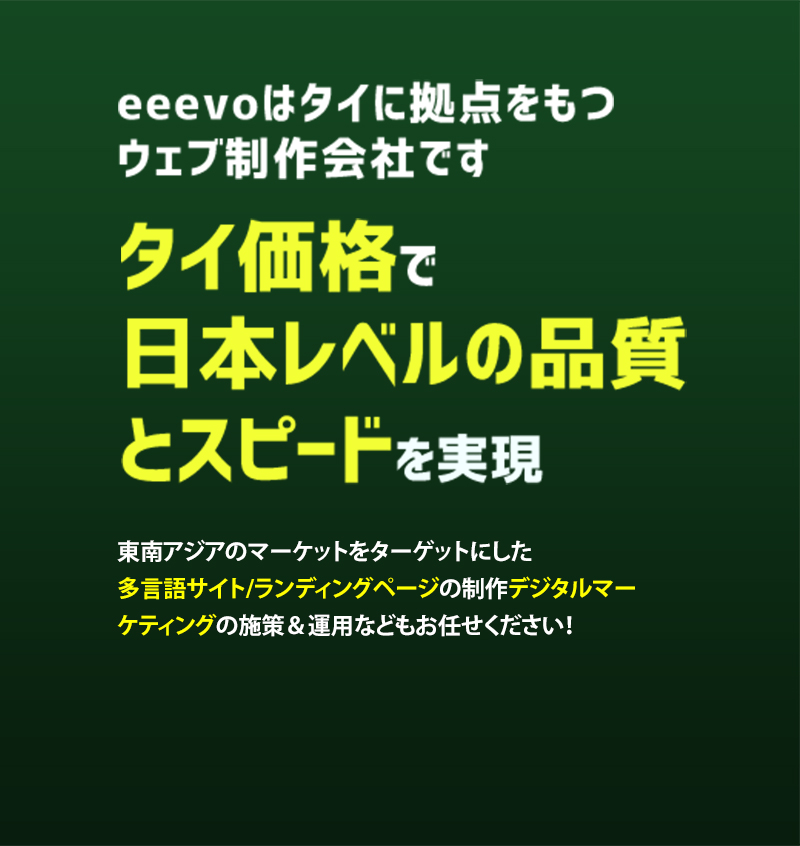 eeevoはタイに拠点をもつ
ウェブ制作会社です
タイ価格で
日本レベルの品質
とスピードを実現
東南アジアのマーケットをターゲットにした
多言語サイト/ランディングページの制作デジタルマー
ケティングの施策＆運用などもお任せください！